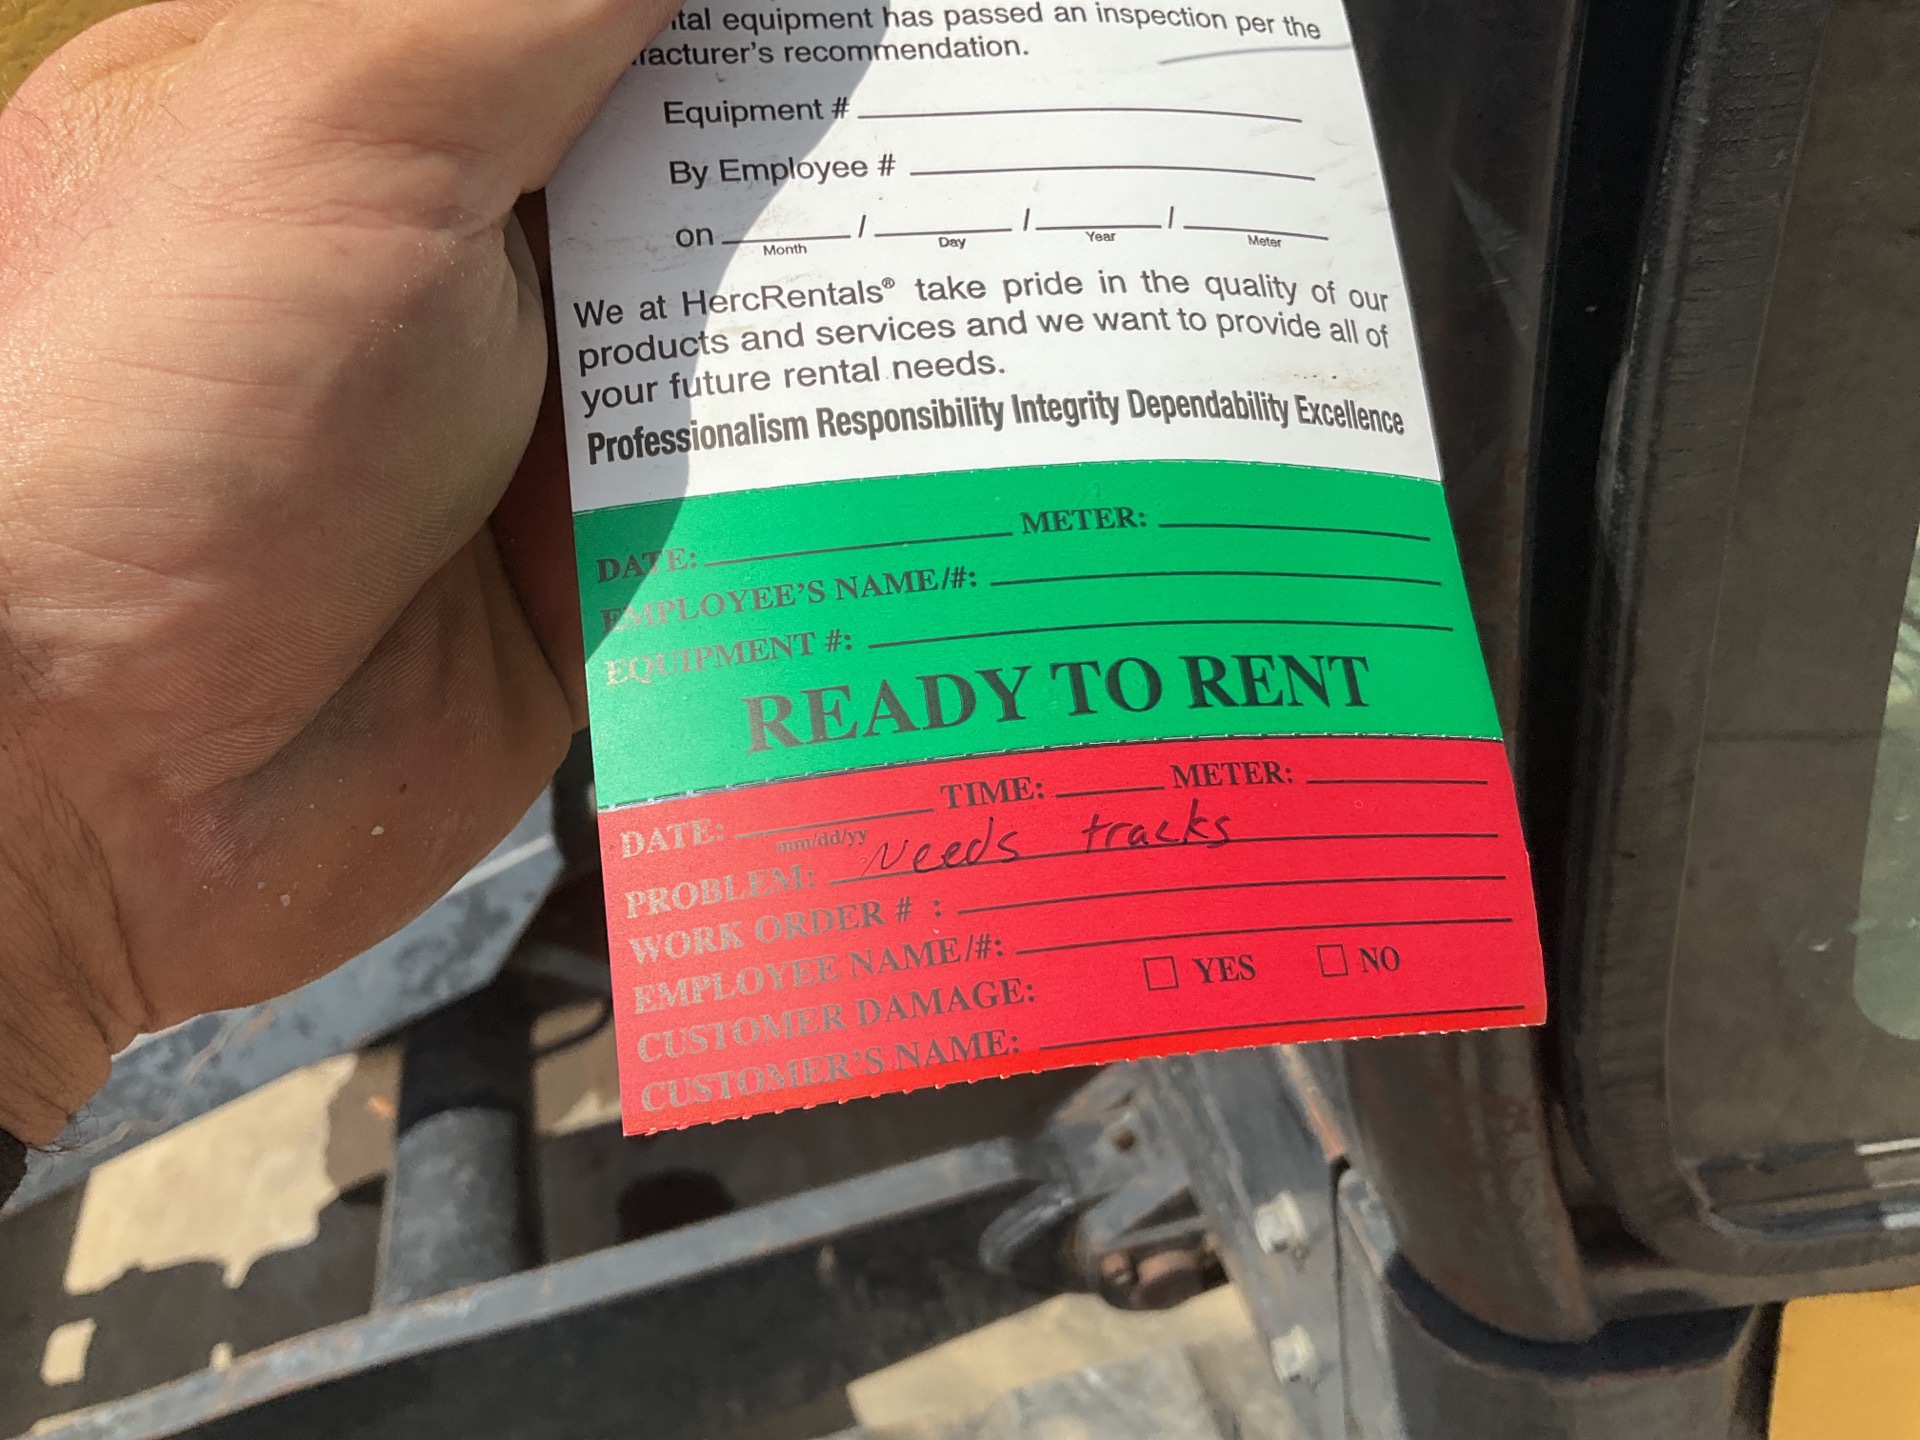 tal equipment has passed an inspection per the
facturer's recommendation.
Equipment #
By Employee #
on / / /
Month Day Year Meter
We at HercRentals® take pride in the quality of our
products and services and we want to provide all of
your future rental needs.
Professionalism Responsibility Integrity Dependability Excellence
DATE: METER:
EMPLOYEE'S NAME/#:
EQUIPMENT #:
READY TO RENT
DATE: TIME: METER:
mm/dd/yy
PROBLEM: Needs tracks
WORK ORDER # :
EMPLOYEE NAME/#:
CUSTOMER DAMAGE: YES NO
CUSTOMER'S NAME: